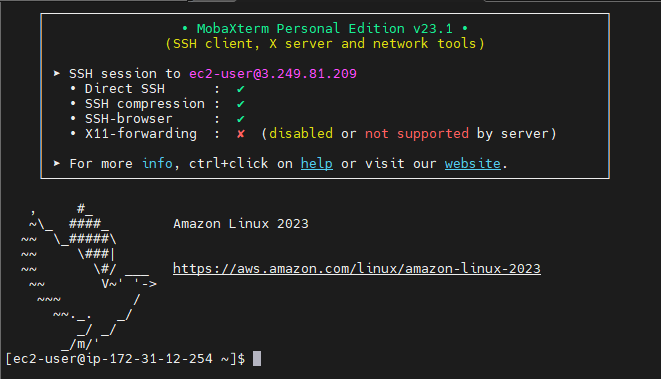 • MobaXterm Personal Edition v23.1 •
(SSH client, X server and network tools)
➤ SSH session to ec2-user@3.249.81.209
• Direct SSH      :  ✔
• SSH compression :  ✔
• SSH-browser     :  ✔
• X11-forwarding  :  ✘  (disabled or not supported by server)
➤ For more info, ctrl+click on help or visit our website.
   ,     #_
   ~\_  ####_        Amazon Linux 2023
  ~~  \_#####\
  ~~     \###|
  ~~       \#/ ___   https://aws.amazon.com/linux/amazon-linux-2023
   ~~       V~' '->
    ~~~         /
      ~~._.   _/
         _/ _/
       _/m/'
[ec2-user@ip-172-31-12-254 ~]$